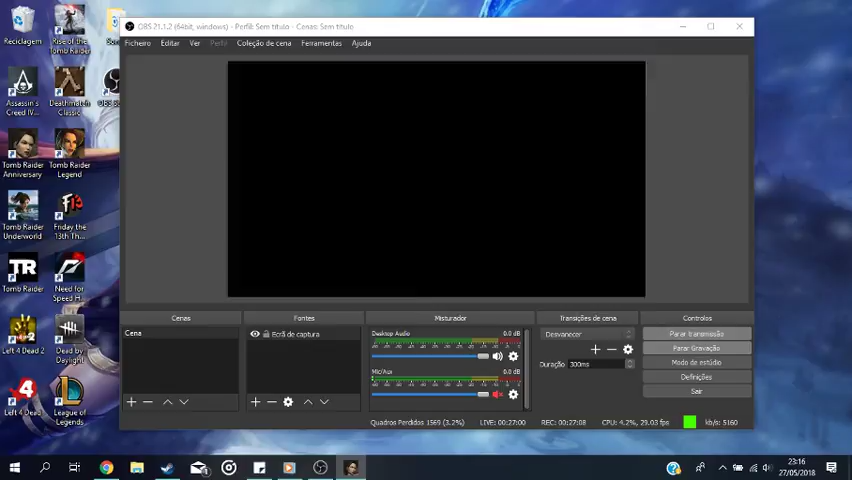 OBS 21.1.2 (64bit, windows) - Perfil: Sem título - Cenas: Sem título
Ficheiro Editar Ver Perfil Coleção de cena Ferramentas Ajuda
Reciclagem
Rise of the
Tomb Raider
Assassin's
Creed IV...
Deathmatch
Classic
Tomb Raider
Anniversary
Tomb Raider
Legend
Tomb Raider
Underworld
Friday the
13th Th...
Tomb Raider
Need for
Speed H...
Left 4 Dead 2
Dead by
Daylight
Left 4 Dead
League of
Legends
Cenas
Cena
Fontes
Ecrã de captura
Misturador
Desktop Audio 0.0 dB
Mic/Aux 0.0 dB
Transições de cena
Desvanecer
Duração 300ms
Controlos
Parar transmissão
Parar Gravação
Modo de estúdio
Definições
Sair
Quadros Perdidos 1569 (3.2%) LIVE: 00:27:00 REC: 00:27:08 CPU: 4.2%, 29.03 fps kb/s: 5160
23:16
27/05/2018